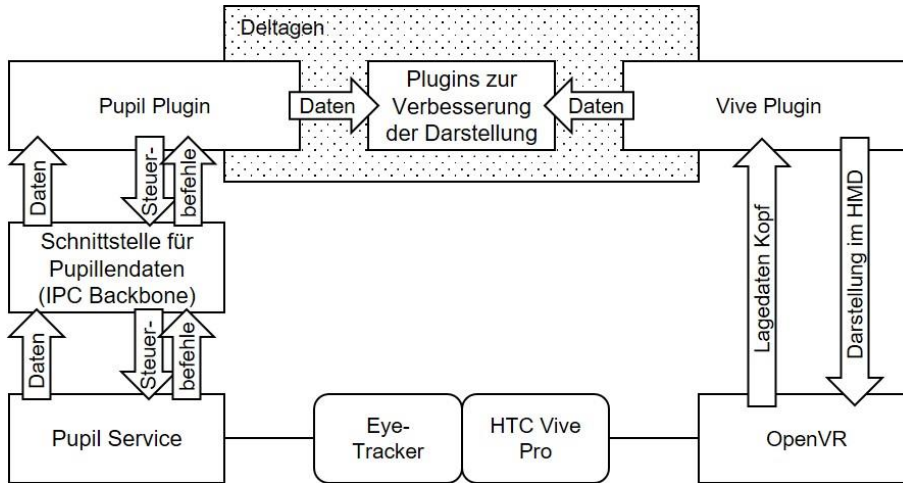 Deltagen
Pupil Plugin
Daten
Plugins zur
Verbesserung
der Darstellung
Daten
Vive Plugin
Daten
Steuer-
befehle
Schnittstelle für
Pupillendaten
(IPC Backbone)
Daten
Steuer-
befehle
Lagedaten Kopf
Darstellung im HMD
Pupil Service
Eye-
Tracker
HTC Vive
Pro
OpenVR